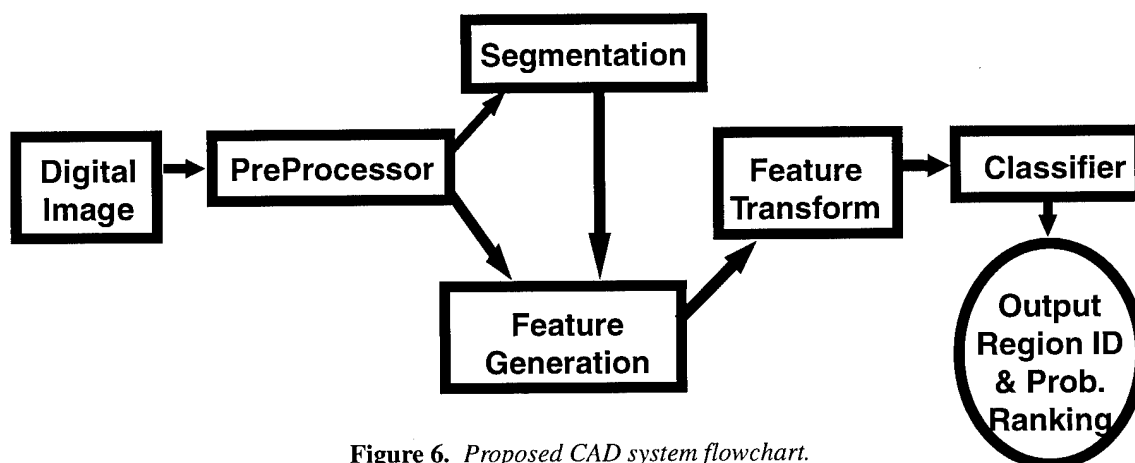 Segmentation
Digital
Image
PreProcessor
Feature
Generation
Feature
Transform
Classifier
Output
Region ID
& Prob.
Ranking
Figure 6. Proposed CAD system flowchart.